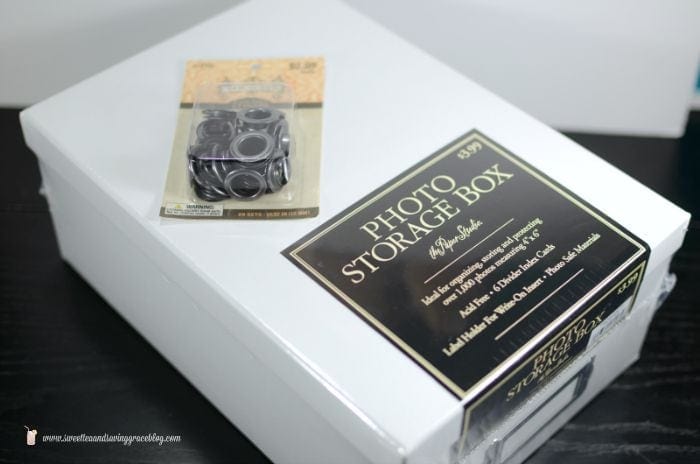 WARNING:
PHOTO
STORAGE BOX
$3.99
the Paper Studio
Ideal for organizing, storing and protecting
over 1,000 photos measuring 4"x 6"
Acid Free • 6 Divider Index Cards
Label Holder For Write-On Insert • Photo Safe Materials
PHOTO
STORAGE BOX
$3.99
www.sweetteaandsavinggraceblog.com